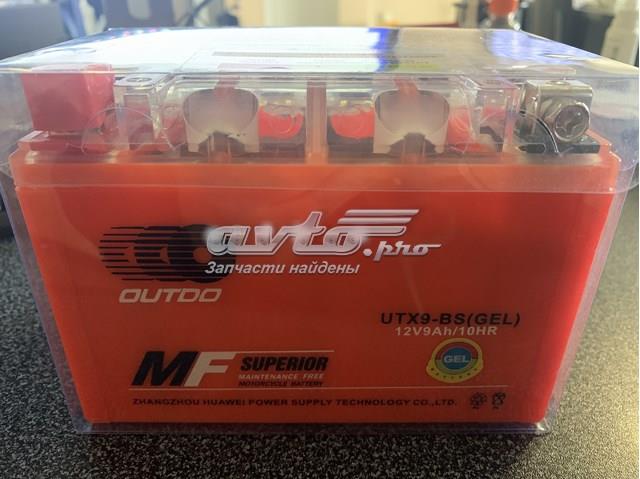 avto.pro
Запчасти найдены
OUTDO
UTX9-BS(GEL)
12V9Ah/10HR
GEL
MF SUPERIOR
MAINTENANCE FREE
MOTORCYCLE BATTERY
ZHANGZHOU HUAWEI POWER SUPPLY TECHNOLOGY CO.,LTD.